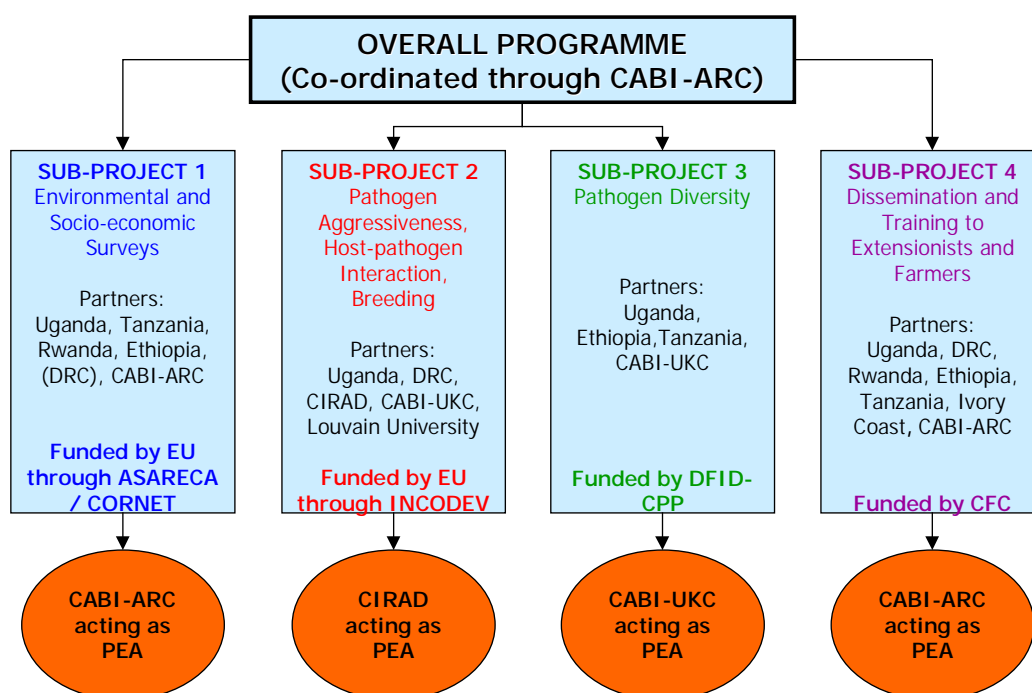 OVERALL PROGRAMME
(Co-ordinated through CABI-ARC)
SUB-PROJECT 1
Environmental and
Socio-economic
Surveys
Partners:
Uganda, Tanzania,
Rwanda, Ethiopia,
(DRC), CABI-ARC
Funded by EU
through ASARECA
/ CORNET
SUB-PROJECT 2
Pathogen
Aggressiveness,
Host-pathogen
Interaction,
Breeding
Partners:
Uganda, DRC,
CIRAD, CABI-UKC,
Louvain University
Funded by EU
through INCODEV
SUB-PROJECT 3
Pathogen Diversity
Partners:
Uganda,
Ethiopia,Tanzania,
CABI-UKC
Funded by DFID-
CPP
SUB-PROJECT 4
Dissemination and
Training to
Extensionists and
Farmers
Partners:
Uganda, DRC,
Rwanda, Ethiopia,
Tanzania, Ivory
Coast, CABI-ARC
Funded by CFC
CABI-ARC
acting as
PEA
CIRAD
acting as
PEA
CABI-UKC
acting as
PEA
CABI-ARC
acting as
PEA